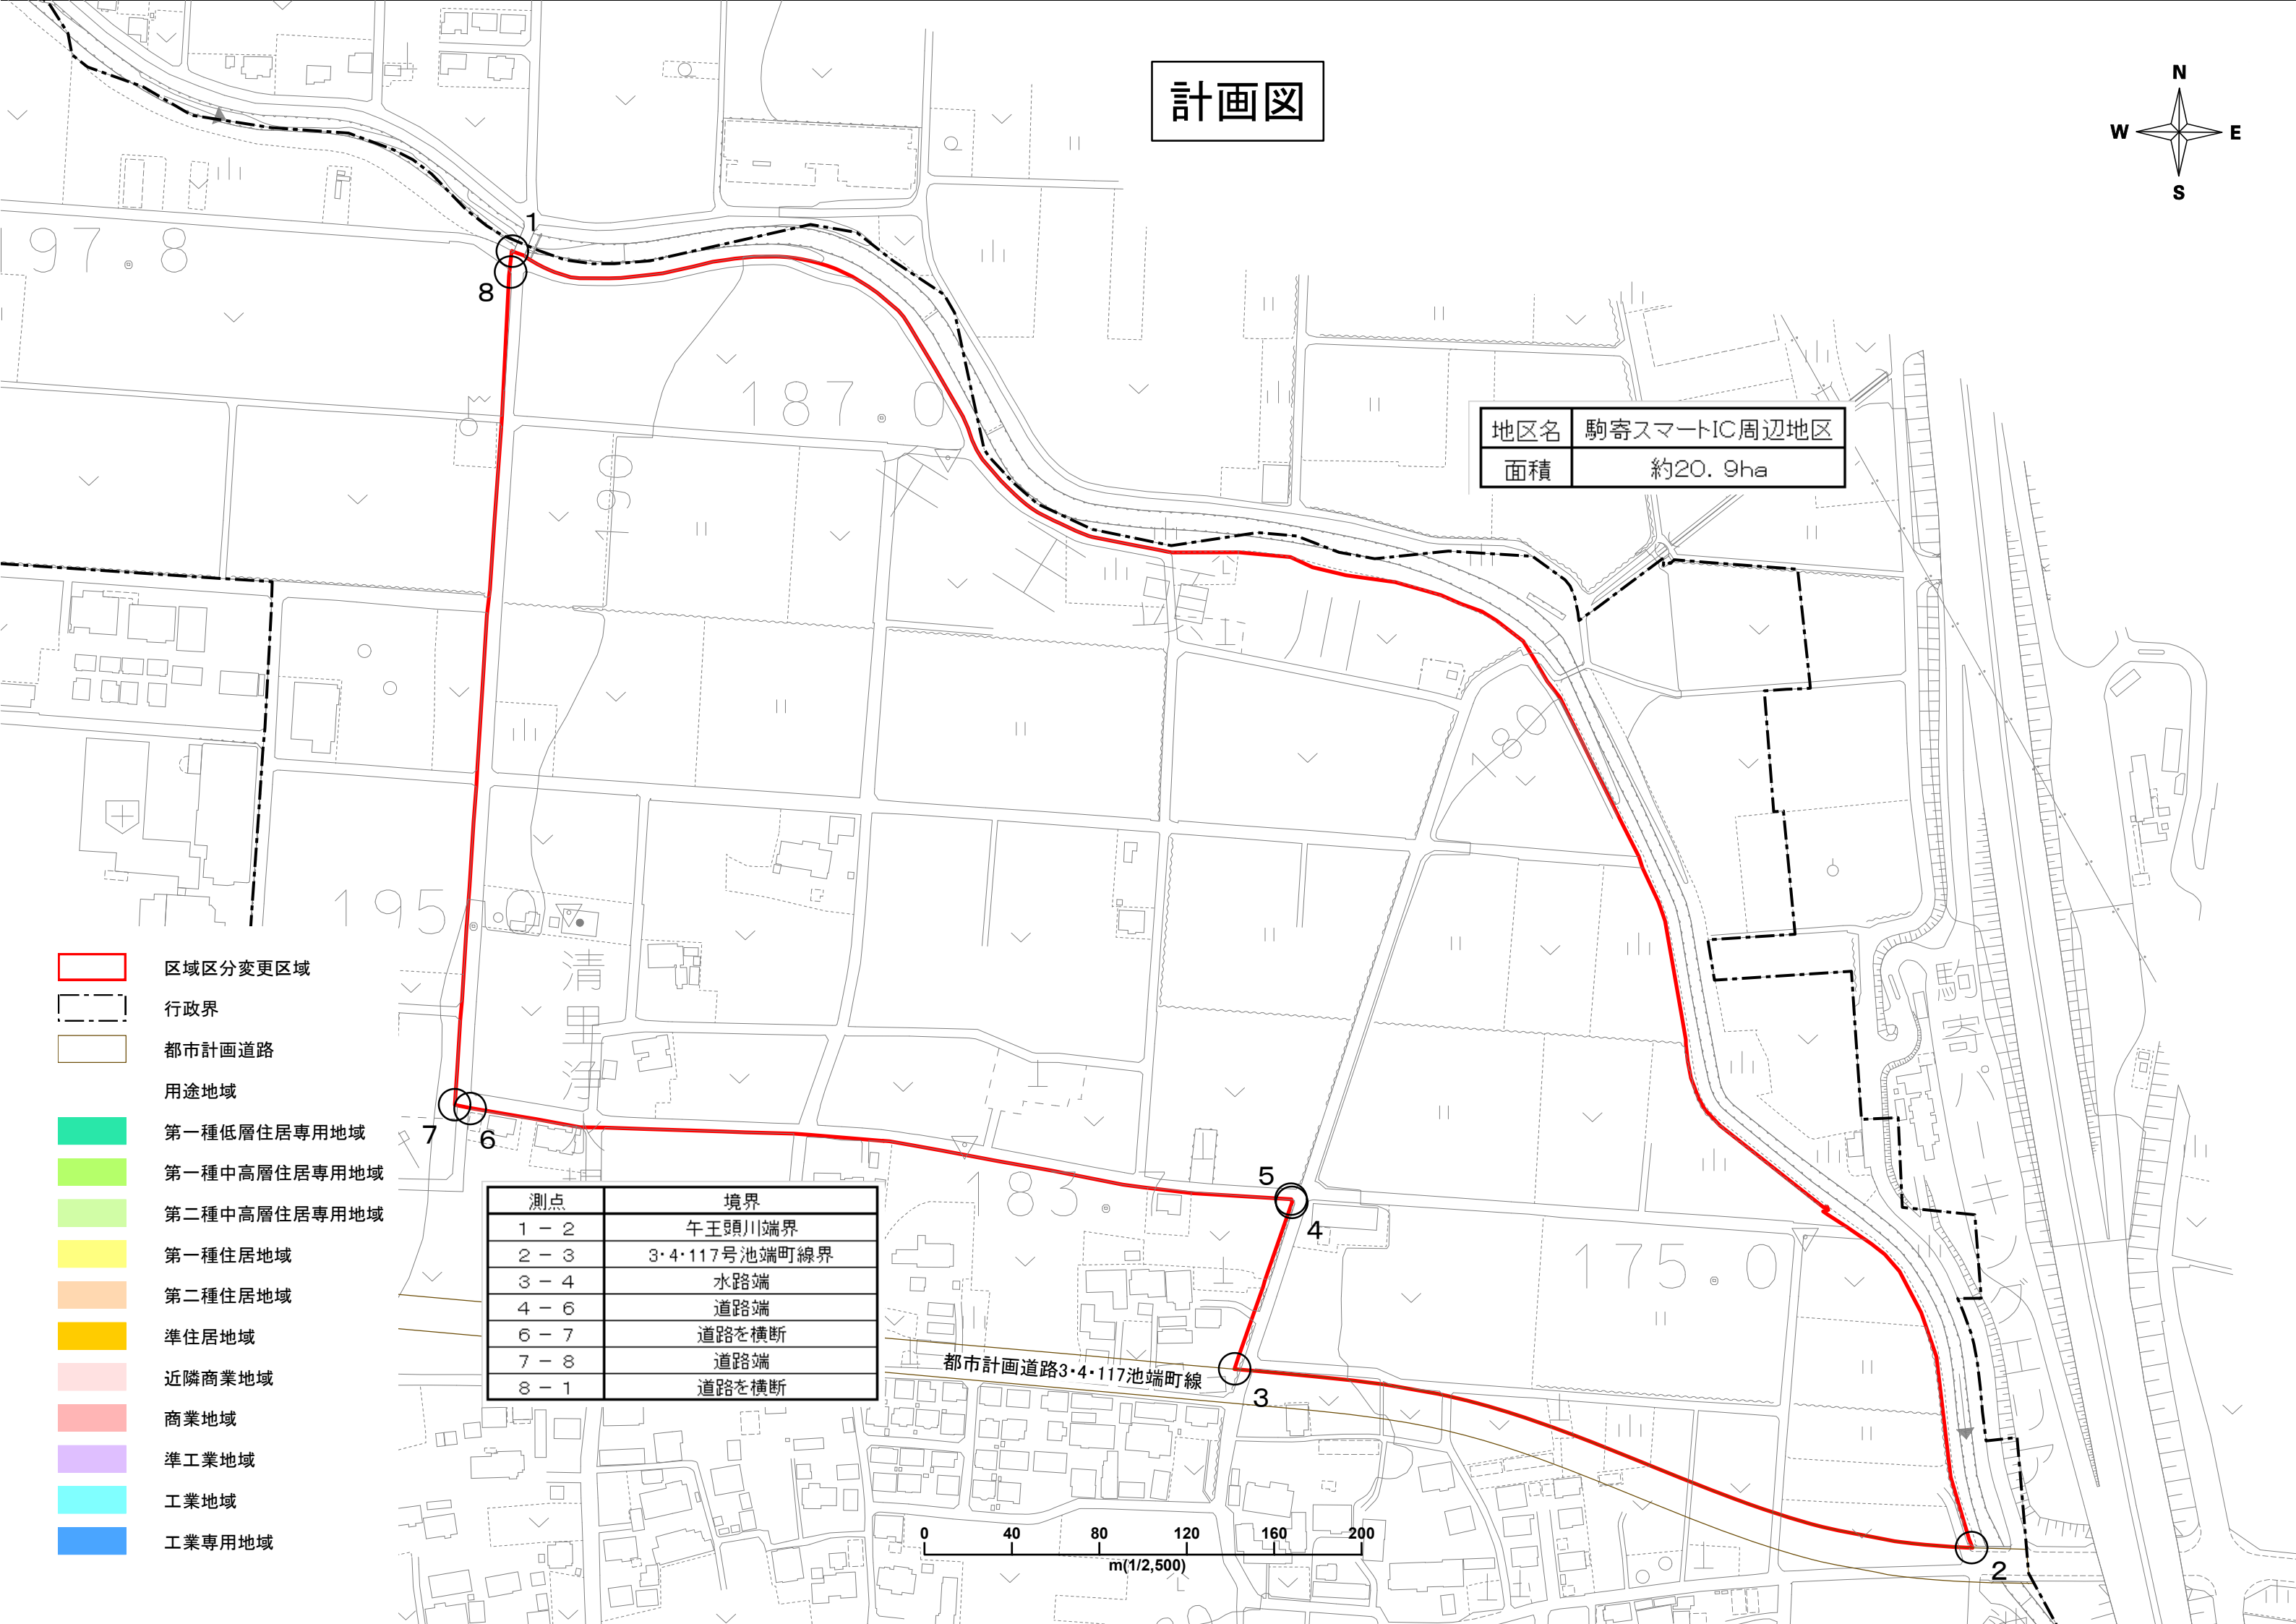 計画図
N
W E
S
1
8
197.8
187.0
190
地区名 駒寄スマートIC周辺地区
面積 約20.9ha
180
195.0
清里
駒寄
7
6
5
4
183.7
175.0
3
2
区域区分変更区域
行政界
都市計画道路
用途地域
第一種低層住居専用地域
第一種中高層住居専用地域
第二種中高層住居専用地域
第一種住居地域
第二種住居地域
準住居地域
近隣商業地域
商業地域
準工業地域
工業地域
工業専用地域
測点 境界
1－2 午王頭川端界
2－3 3・4・117号池端町線界
3－4 水路端
4－6 道路端
6－7 道路を横断
7－8 道路端
8－1 道路を横断
都市計画道路3・4・117池端町線
0 40 80 120 160 200
m(1/2,500)